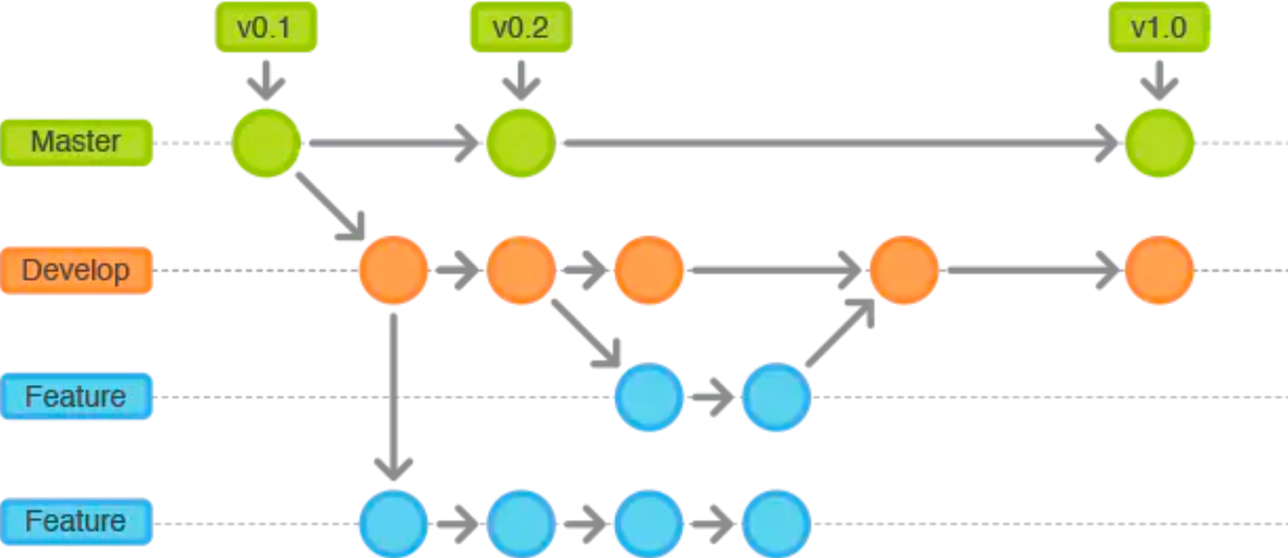 v0.1
v0.2
v1.0
Master
Develop
Feature
Feature